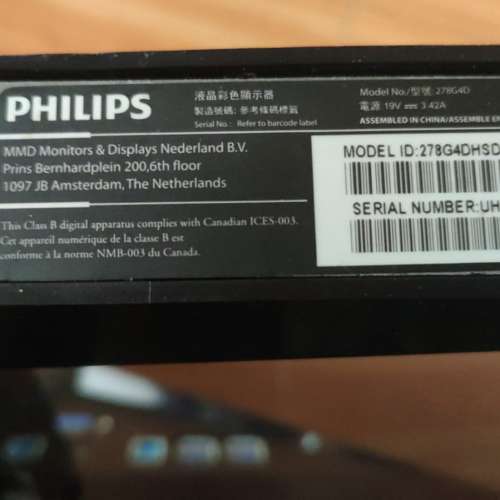 PHILIPS
液晶彩色顯示器
製造號碼: 參考條碼標籤
Serial No.: Refer to barcode label
Model No./型號: 278G4D
電源 19V ⎓ 3.42A
ASSEMBLED IN CHINA/ASSEMBLE EN
MMD Monitors & Displays Nederland B.V.
Prins Bernhardplein 200,6th floor
1097 JB Amsterdam, The Netherlands
This Class B digital apparatus complies with Canadian ICES-003.
Cet appareil numérique de la classe B est
conforme à la norme NMB-003 du Canada.
MODEL ID:278G4DHSD
SERIAL NUMBER:UH